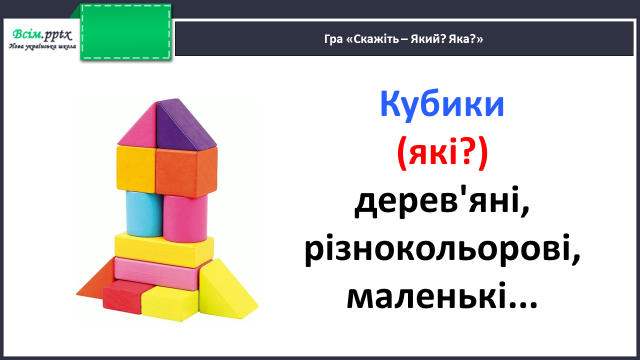 Всім.pptx
Нова українська школа
Гра «Скажіть – Який? Яка?»
Кубики
(які?)
дерев'яні,
різнокольорові,
маленькі...